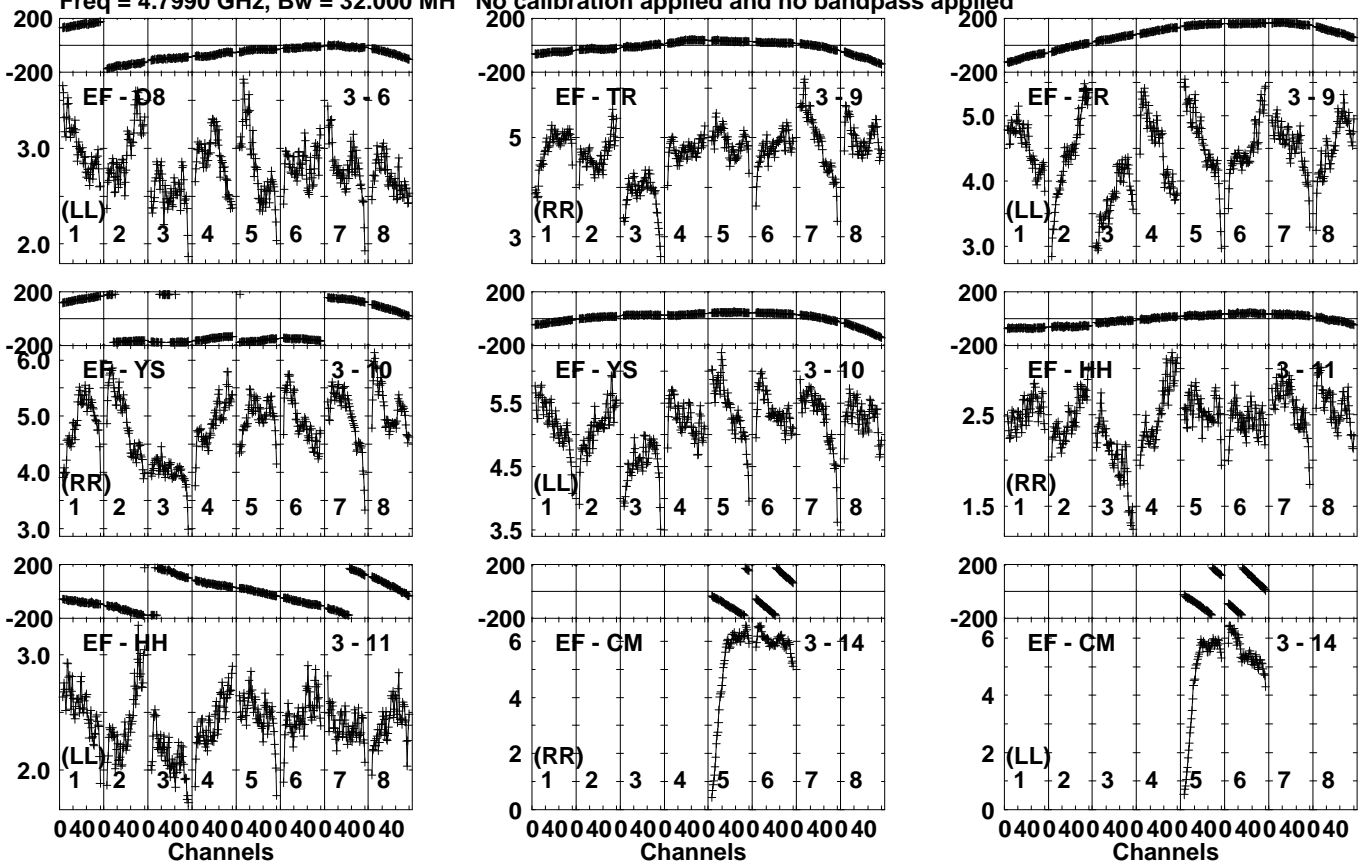 Freq = 4.7990 GHz, Bw = 32.000 MH No calibration applied and no bandpass applied
200 200 200
-200 -200 -200
EF - D8 3 - 6 EF - TR 3 - 9 EF - TR 3 - 9
5 5.0
3.0
4.0
(LL) (RR) (LL)
1 2 3 4 5 6 7 8 1 2 3 4 5 6 7 8 1 2 3 4 5 6 7 8
2.0 3 3.0
200 200 200
-200 -200 -200
6.0 EF - YS 3 - 10 EF - YS 3 - 10 EF - HH 3 - 11
5.0 5.5 2.5
4.0 4.5
(RR) (LL) (RR)
1 2 3 4 5 6 7 8 1 2 3 4 5 6 7 8 1.5 1 2 3 4 5 6 7 8
3.0 3.5
200 200 200
-200 -200 -200
3.0 EF - HH 3 - 11 6 EF - CM 3 - 14 6 EF - CM 3 - 14
4 4
2.0 (LL) 2 (RR) 2 (LL)
1 2 3 4 5 6 7 8 1 2 3 4 5 6 7 8 1 2 3 4 5 6 7 8
0 0
0 40 0 40 0 40 0 40 0 40 0 40 0 40 0 40 0 40 0 40 0 40 0 40 0 40 0 40 0 40 0 40 0 40 0 40 0 40 0 40 0 40 0 40 0 40 0 40
Channels Channels Channels